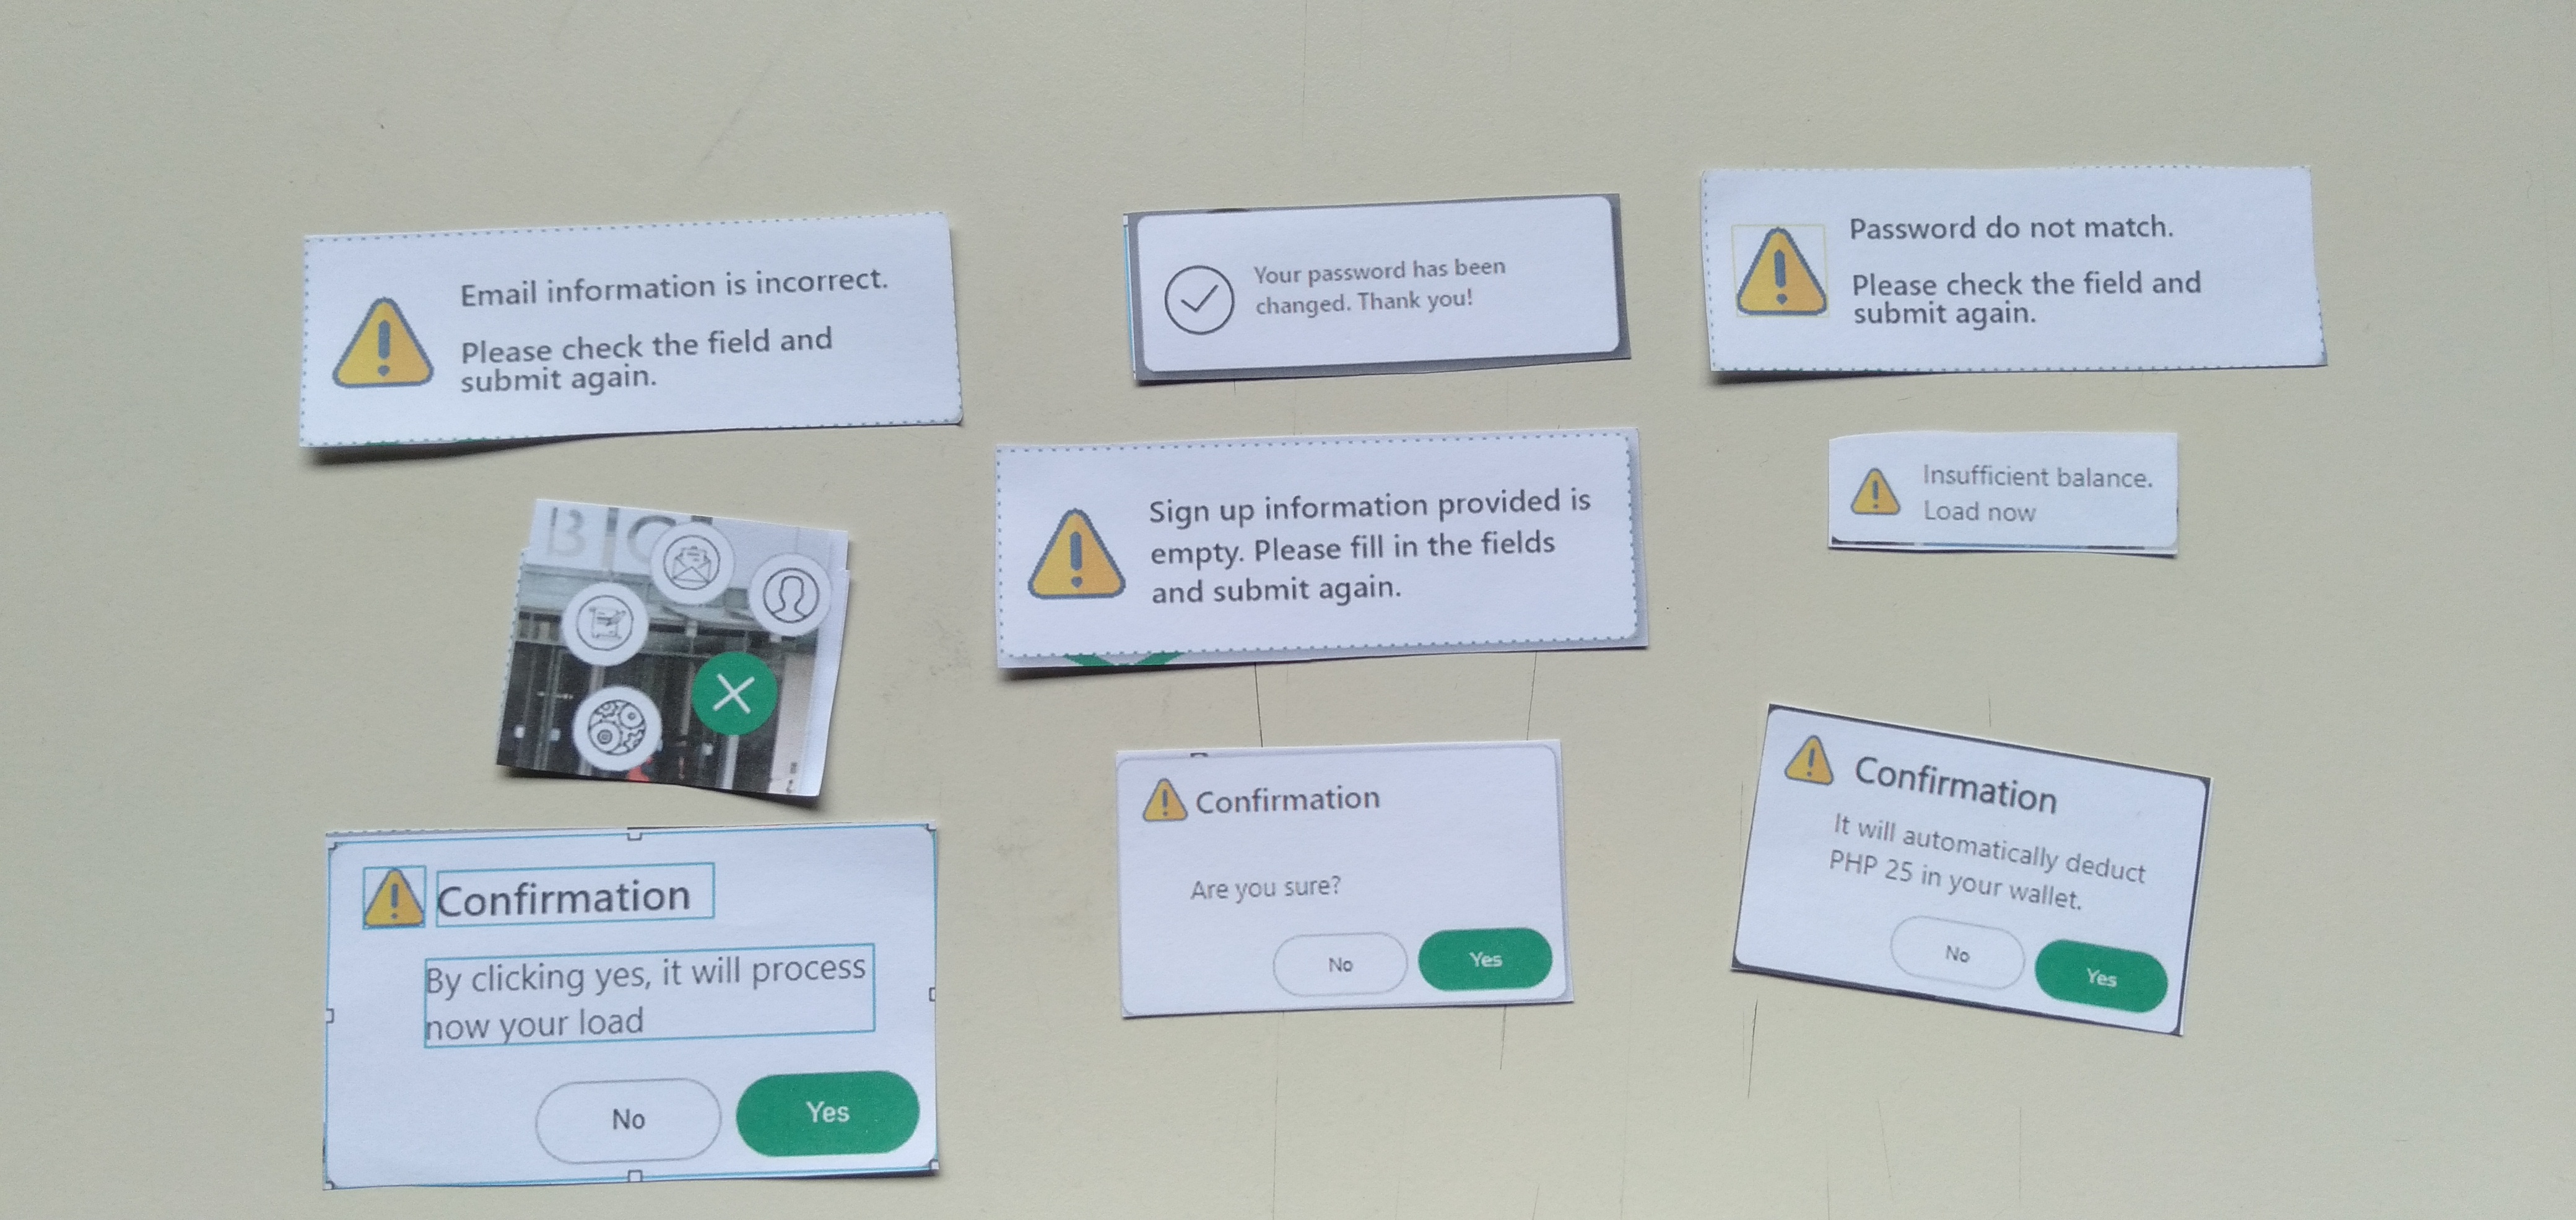 Email information is incorrect.
Please check the field and
submit again.
Your password has been
changed. Thank you!
Password do not match.
Please check the field and
submit again.
Sign up information provided is
empty. Please fill in the fields
and submit again.
Insufficient balance.
Load now
Confirmation
By clicking yes, it will process
now your load
No
Yes
Confirmation
Are you sure?
No
Yes
Confirmation
It will automatically deduct
PHP 25 in your wallet.
No
Yes